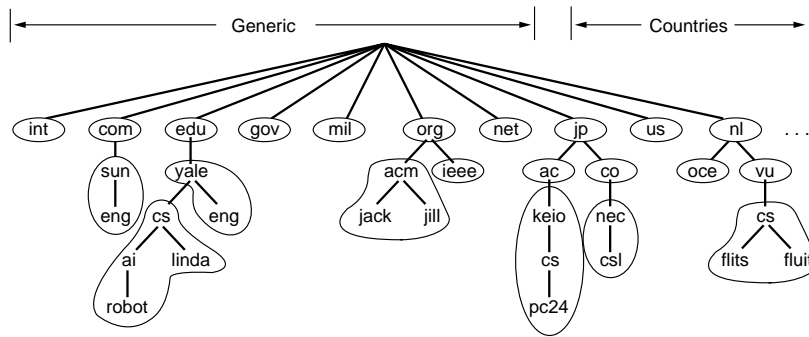 Generic Countries
int com edu gov mil org net jp us nl . . .
sun yale acm ieee ac co oce vu
eng cs eng jack jill keio nec cs
ai linda cs csl flits fluit
robot pc24